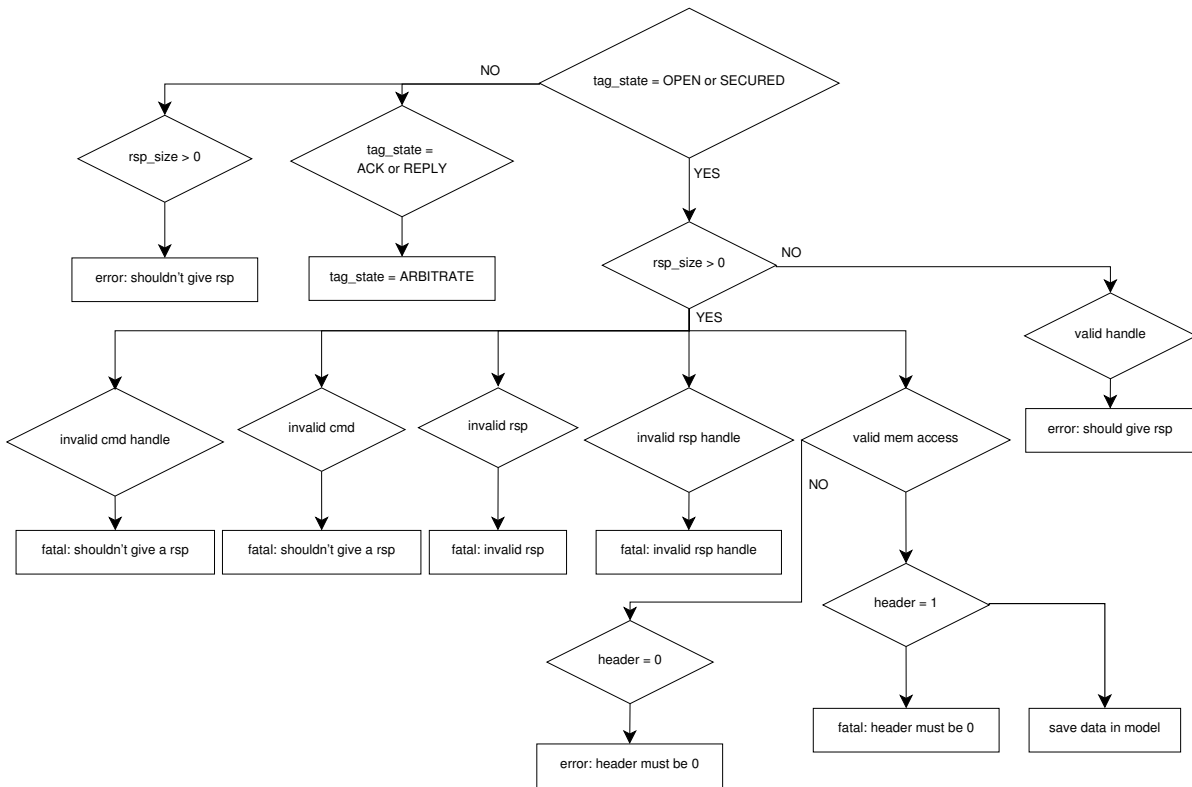 tag_state = OPEN or SECURED
NO
YES
rsp_size > 0
tag_state =
ACK or REPLY
error: shouldn't give rsp
tag_state = ARBITRATE
rsp_size > 0
NO
YES
valid handle
error: should give rsp
invalid cmd handle
invalid cmd
invalid rsp
invalid rsp handle
valid mem access
NO
fatal: shouldn't give a rsp
fatal: shouldn't give a rsp
fatal: invalid rsp
fatal: invalid rsp handle
header = 1
header = 0
fatal: header must be 0
save data in model
error: header must be 0